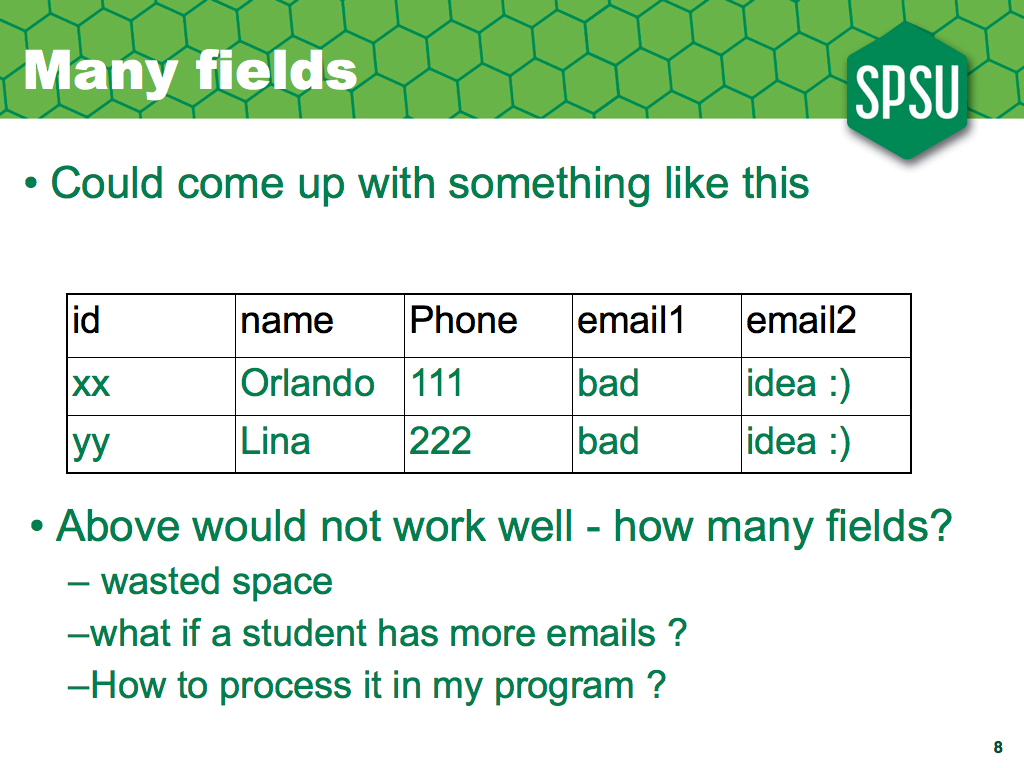 Many fields
SPSU
• Could come up with something like this
id name Phone email1 email2
xx Orlando 111 bad idea :)
yy Lina 222 bad idea :)
• Above would not work well - how many fields?
– wasted space
–what if a student has more emails ?
–How to process it in my program ?
8